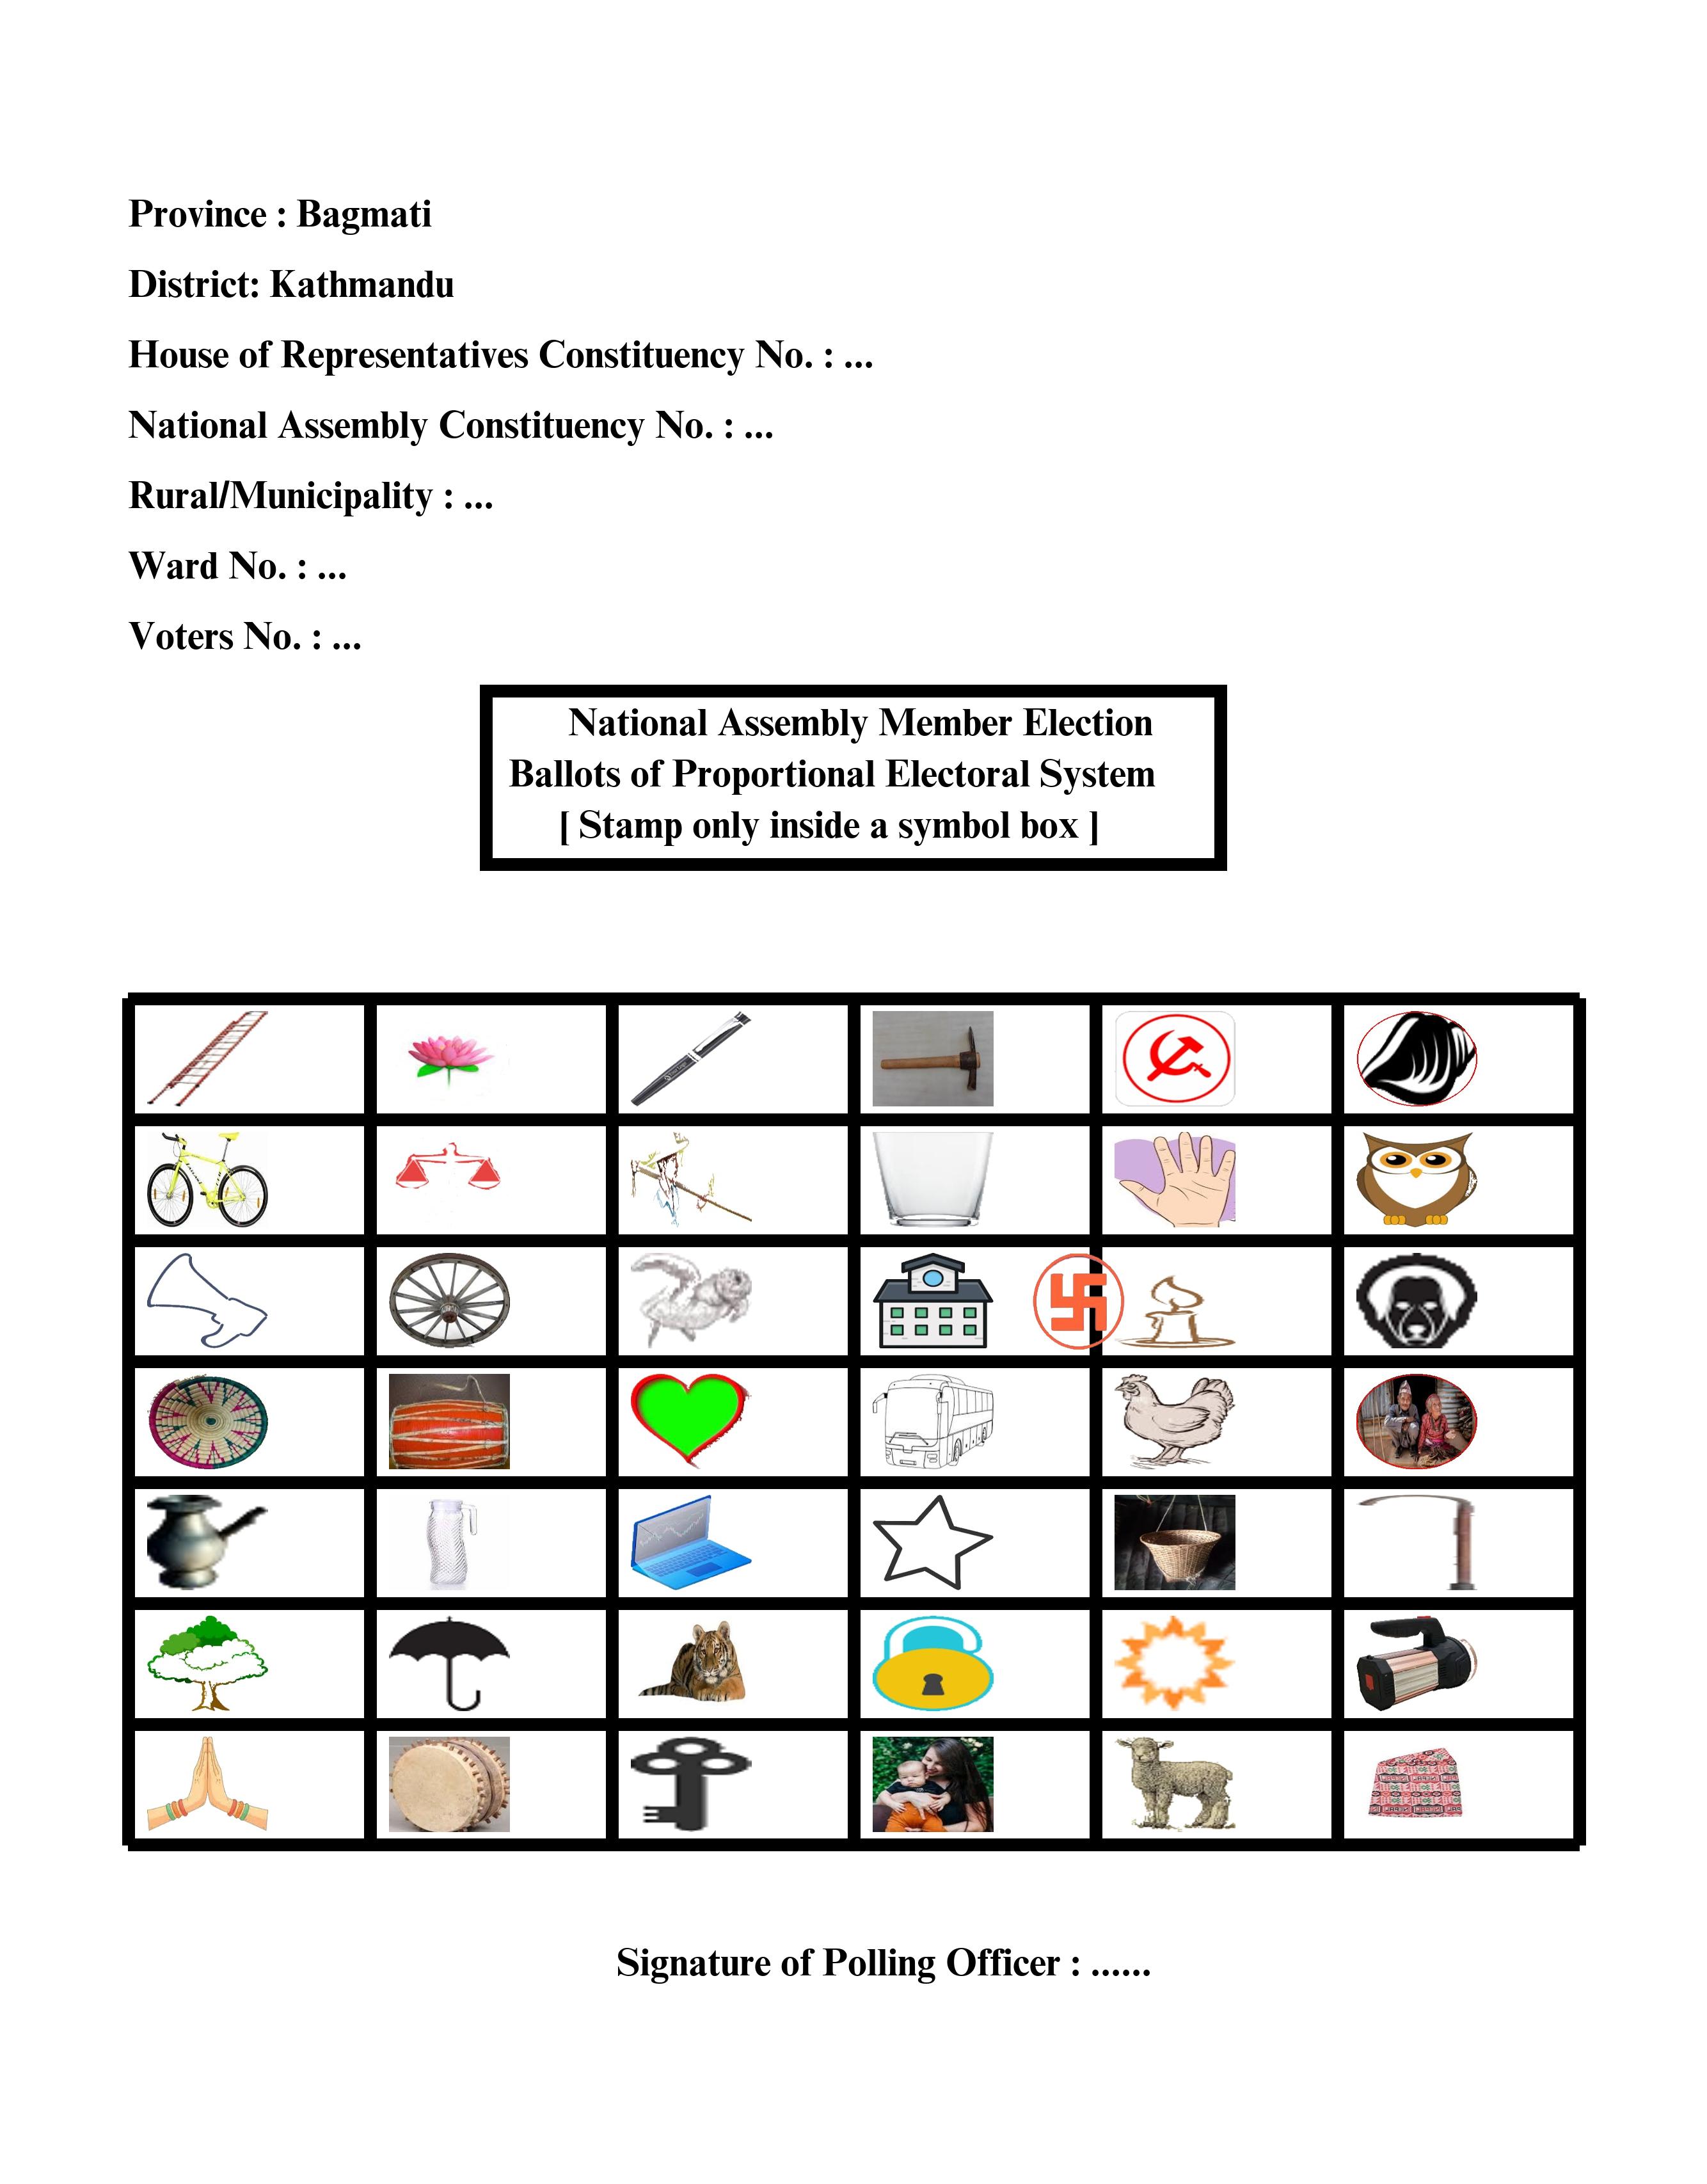 Province : Bagmati
District: Kathmandu
House of Representatives Constituency No. : ...
National Assembly Constituency No. : ...
Rural/Municipality : ...
Ward No. : ...
Voters No. : ...
National Assembly Member Election
Ballots of Proportional Electoral System
[ Stamp only inside a symbol box ]
Signature of Polling Officer : ......